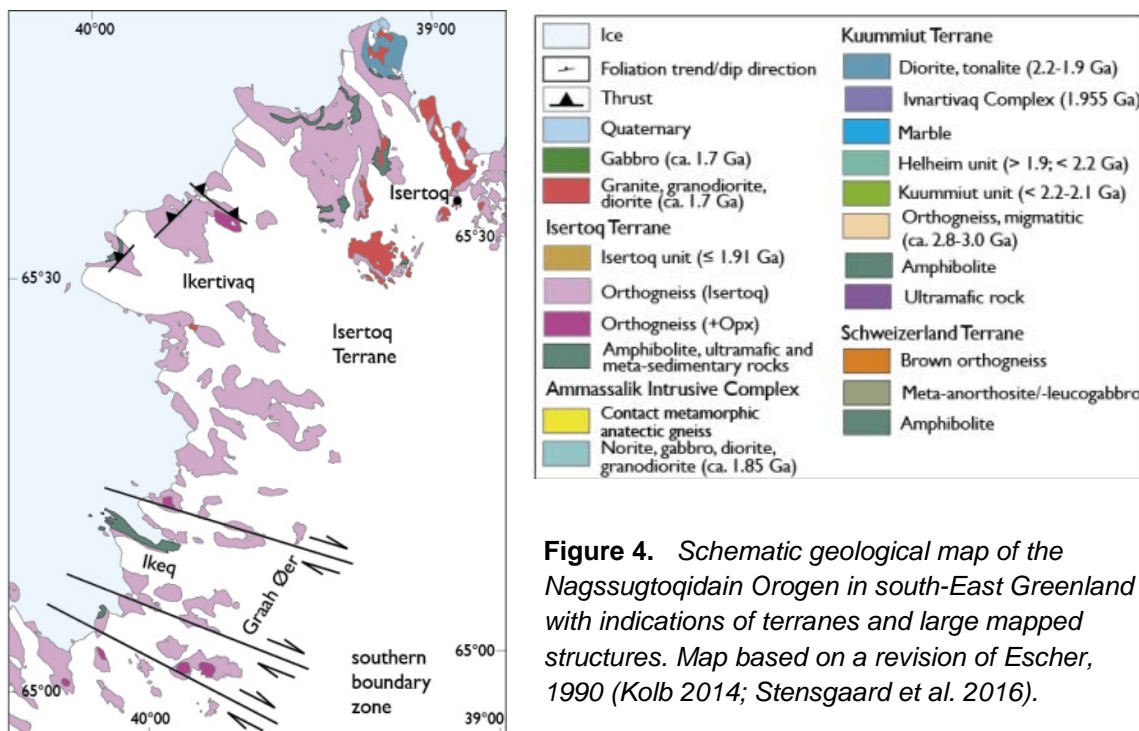 40°00
39°00
Isertoq
65°30
65°30
Ikertivaq
Isertoq
Terrane
Ikeq
Graah Øer
65°00
southern
boundary
zone
65°00
40°00
39°00
Ice
Foliation trend/dip direction
Thrust
Quaternary
Gabbro (ca. 1.7 Ga)
Granite, granodiorite,
diorite (ca. 1.7 Ga)
Isertoq Terrane
Isertoq unit (≤ 1.91 Ga)
Orthogneiss (Isertoq)
Orthogneiss (+Opx)
Amphibolite, ultramafic and
meta-sedimentary rocks
Ammassalik Intrusive Complex
Contact metamorphic
anatectic gneiss
Norite, gabbro, diorite,
granodiorite (ca. 1.85 Ga)
Kuummiut Terrane
Diorite, tonalite (2.2-1.9 Ga)
Ivnartivaq Complex (1.955 Ga)
Marble
Helheim unit (> 1.9; < 2.2 Ga)
Kuummiut unit (< 2.2-2.1 Ga)
Orthogneiss, migmatitic
(ca. 2.8-3.0 Ga)
Amphibolite
Ultramafic rock
Schweizerland Terrane
Brown orthogneiss
Meta-anorthosite/-leucogabbro
Amphibolite
Figure 4. Schematic geological map of the
Nagssugtoqidain Orogen in south-East Greenland
with indications of terranes and large mapped
structures. Map based on a revision of Escher,
1990 (Kolb 2014; Stensgaard et al. 2016).